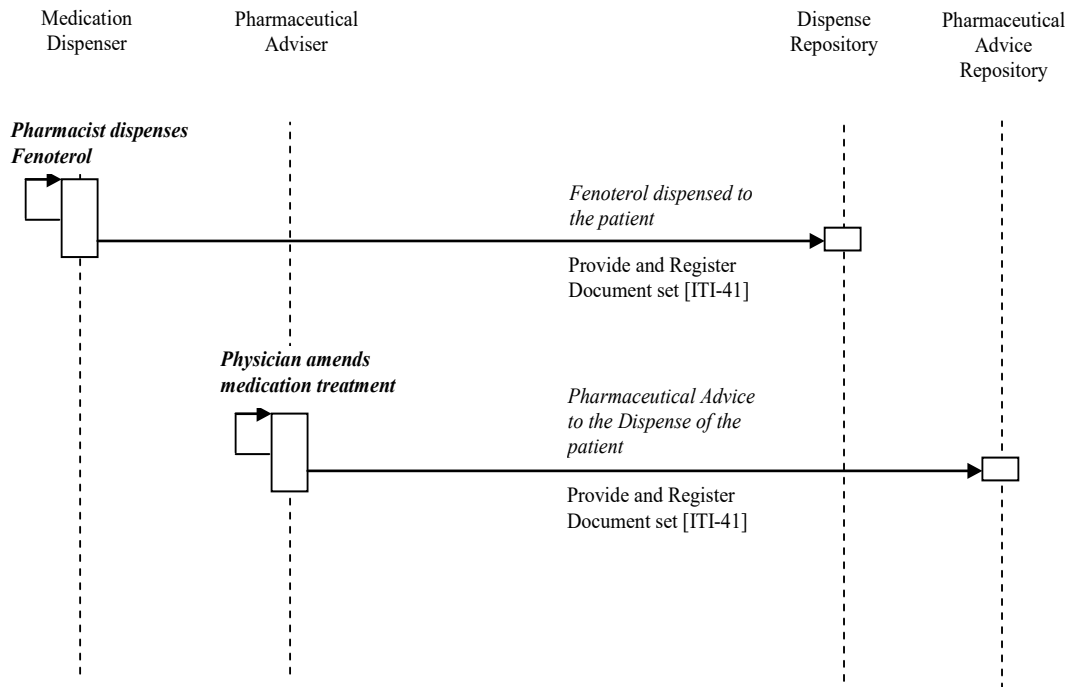 Medication
Dispenser
Pharmaceutical
Adviser
Dispense
Repository
Pharmaceutical
Advice
Repository
Pharmacist dispenses
Fenoterol
Fenoterol dispensed to
the patient
Provide and Register
Document set [ITI-41]
Physician amends
medication treatment
Pharmaceutical Advice
to the Dispense of the
patient
Provide and Register
Document set [ITI-41]